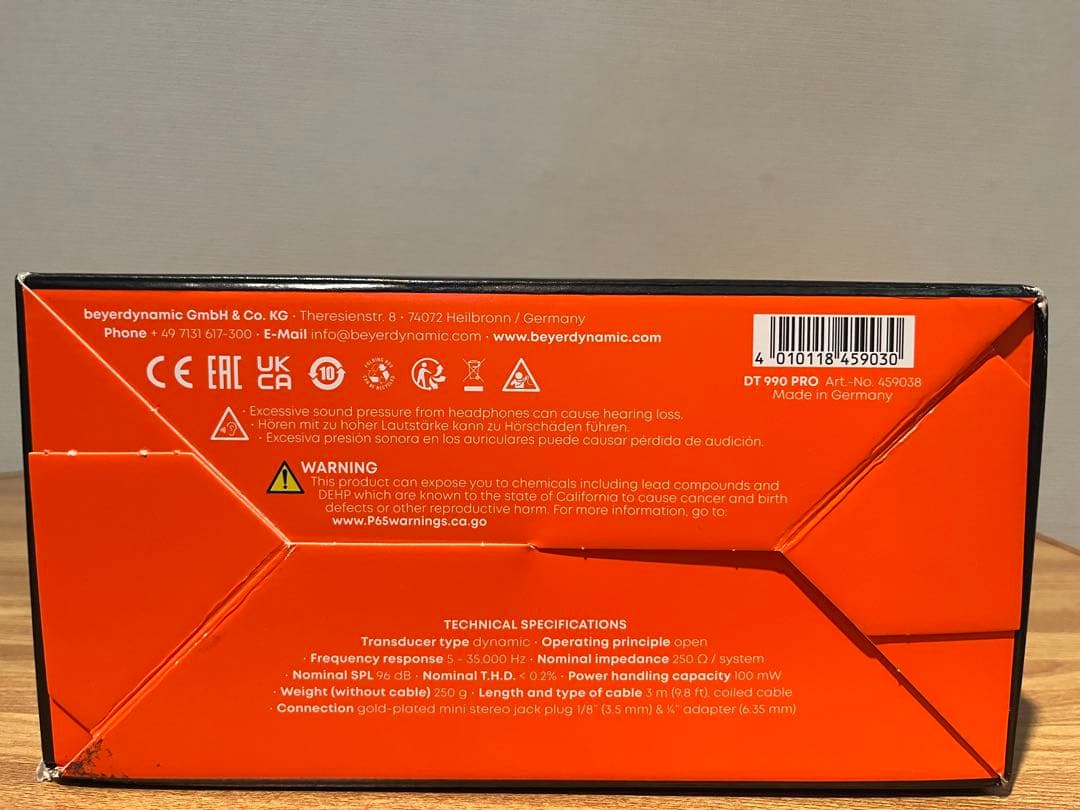 beyerdynamic GmbH & Co. KG · Theresienstr. 8 · 74072 Heilbronn / Germany
Phone + 49 7131 617-300 · E-Mail info@beyerdynamic.com · www.beyerdynamic.com
CE EAC UK CA 10
4 010118 459030
DT 990 PRO Art.-No. 459038
Made in Germany
· Excessive sound pressure from headphones can cause hearing loss.
· Hören mit zu hoher Lautstärke kann zu Hörschäden führen.
· Excesiva presión sonora en los auriculares puede causar pérdida de audición.
WARNING
This product can expose you to chemicals including lead compounds and
DEHP which are known to the state of California to cause cancer and birth
defects or other reproductive harm. For more information, go to:
www.P65warnings.ca.go
TECHNICAL SPECIFICATIONS
Transducer type dynamic · Operating principle open
· Frequency response 5 - 35,000 Hz · Nominal impedance 250 Ω / system
· Nominal SPL 96 dB · Nominal T.H.D. < 0.2% · Power handling capacity 100 mW
· Weight (without cable) 250 g · Length and type of cable 3 m (9.8 ft), coiled cable
· Connection gold-plated mini stereo jack plug 1/8" (3.5 mm) & ¼" adapter (6.35 mm)